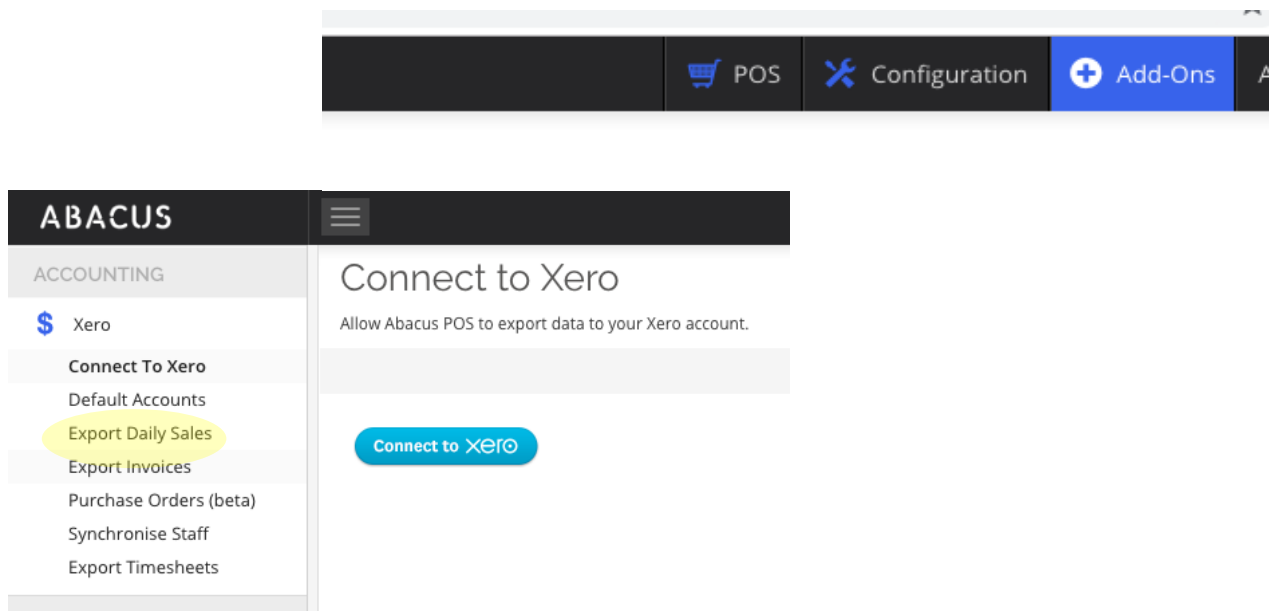 POS Configuration Add-Ons A
ABACUS
ACCOUNTING
Connect to Xero
Xero
Allow Abacus POS to export data to your Xero account.
Connect To Xero
Default Accounts
Export Daily Sales
Connect to xero
Export Invoices
Purchase Orders (beta)
Synchronise Staff
Export Timesheets